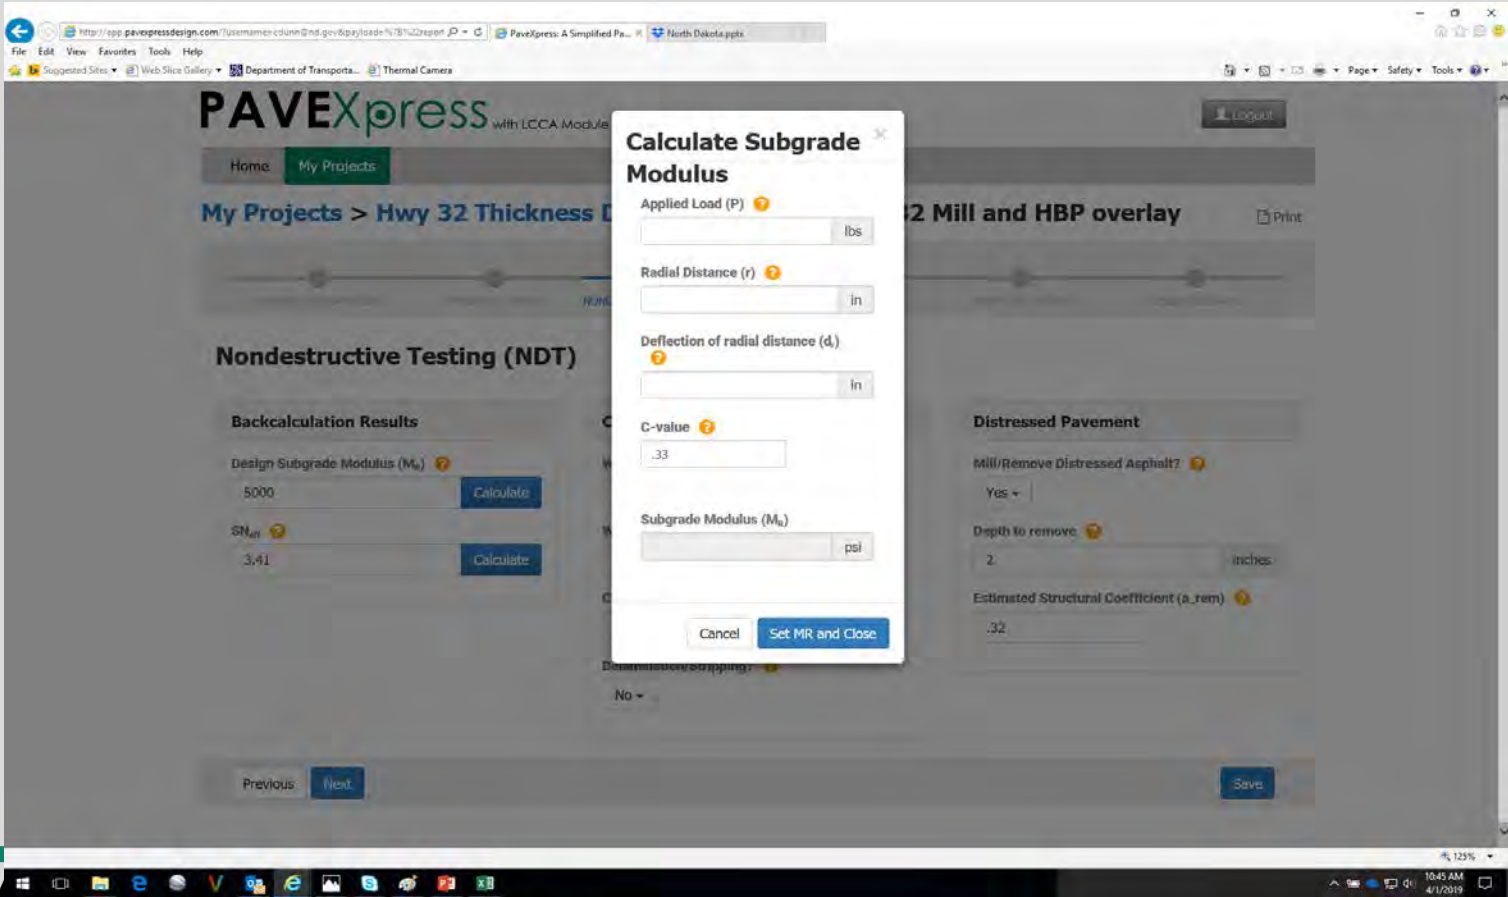 PaveXpress: A Simplified Pa...
North Dakota.pptx
File Edit View Favorites Tools Help
Suggested Sites Web Slice Gallery Department of Transporta... Thermal Camera
Page Safety Tools
PAVEXpress with LCCA Module
Logout
Home My Projects
My Projects > Hwy 32 Thickness
2 Mill and HBP overlay
Print
Nondestructive Testing (NDT)
Backcalculation Results
Design Subgrade Modulus (MR)
5000
Calculate
SNeff
3.41
Calculate
Calculate Subgrade
Modulus
×
Applied Load (P)
lbs
Radial Distance (r)
in
Deflection of radial distance (dr)
in
C-value
.33
Subgrade Modulus (MR)
psi
Cancel
Set MR and Close
Delamination/Stripping?
No
Distressed Pavement
Mill/Remove Distressed Asphalt?
Yes
Depth to remove
2
inches
Estimated Structural Coefficient (a_rem)
.32
Previous Next
Save
125%
10:45 AM
4/1/2019